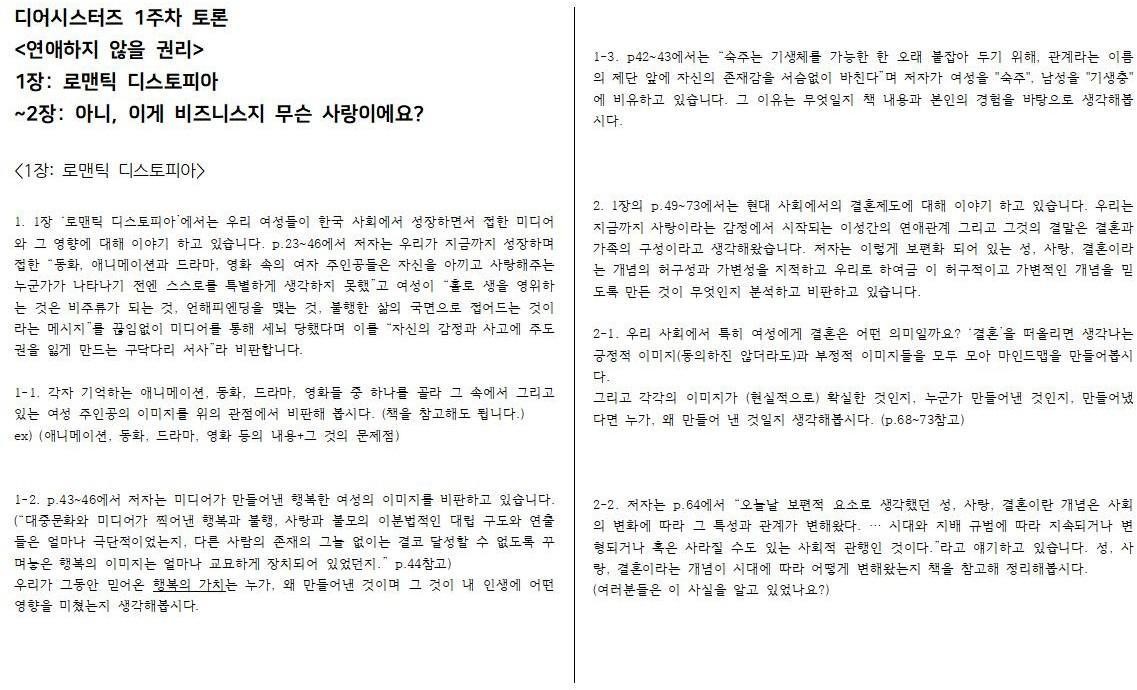 디어시스터즈 1주차 토론
<연애하지 않을 권리>
1장: 로맨틱 디스토피아
~2장: 아니, 이게 비즈니스지 무슨 사랑이에요?
<1장: 로맨틱 디스토피아>
1. 1장 ‘로맨틱 디스토피아’에서는 우리 여성들이 한국 사회에서 성장하면서 접한 미디어
와 그 영향에 대해 이야기 하고 있습니다. p.23~46에서 저자는 우리가 지금까지 성장하며
접한 “동화, 애니메이션과 드라마, 영화 속의 여자 주인공들은 자신을 아끼고 사랑해주는
누군가가 나타나기 전엔 스스로를 특별하게 생각하지 못했”고 여성이 “홀로 생을 영위하
는 것은 비주류가 되는 것, 언해피엔딩을 맺는 것, 불행한 삶의 국면으로 접어드는 것이
라는 메시지”를 끊임없이 미디어를 통해 세뇌 당했다며 이를 “자신의 감정과 사고에 주도
권을 잃게 만드는 구닥다리 서사”라 비판합니다.
1-1. 각자 기억하는 애니메이션, 동화, 드라마, 영화들 중 하나를 골라 그 속에서 그리고
있는 여성 주인공의 이미지를 위의 관점에서 비판해 봅시다. (책을 참고해도 됩니다.)
ex) (애니메이션, 동화, 드라마, 영화 등의 내용+그 것의 문제점)
1-2. p.43~46에서 저자는 미디어가 만들어낸 행복한 여성의 이미지를 비판하고 있습니다.
(“대중문화와 미디어가 찍어낸 행복과 불행, 사랑과 불모의 이분법적인 대립 구도와 연출
들은 얼마나 극단적이었는지, 다른 사람의 존재의 그늘 없이는 결코 달성할 수 없도록 꾸
며놓은 행복의 이미지는 얼마나 교묘하게 장치되어 있었던지.” p.44참고)
우리가 그동안 믿어온 행복의 가치는 누가, 왜 만들어낸 것이며 그 것이 내 인생에 어떤
영향을 미쳤는지 생각해봅시다.
1-3. p42~43에서는 “숙주는 기생체를 가능한 한 오래 붙잡아 두기 위해, 관계라는 이름
의 제단 앞에 자신의 존재감을 서슴없이 바친다”며 저자가 여성을 "숙주", 남성을 "기생충"
에 비유하고 있습니다. 그 이유는 무엇일지 책 내용과 본인의 경험을 바탕으로 생각해봅
시다.
2. 1장의 p.49~73에서는 현대 사회에서의 결혼제도에 대해 이야기 하고 있습니다. 우리는
지금까지 사랑이라는 감정에서 시작되는 이성간의 연애관계 그리고 그것의 결말은 결혼과
가족의 구성이라고 생각해왔습니다. 저자는 이렇게 보편화 되어 있는 성, 사랑, 결혼이라
는 개념의 허구성과 가변성을 지적하고 우리로 하여금 이 허구적이고 가변적인 개념을 믿
도록 만든 것이 무엇인지 분석하고 비판하고 있습니다.
2-1. 우리 사회에서 특히 여성에게 결혼은 어떤 의미일까요? ‘결혼’을 떠올리면 생각나는
긍정적 이미지(동의하진 않더라도)과 부정적 이미지들을 모두 모아 마인드맵을 만들어봅시
다.
그리고 각각의 이미지가 (현실적으로) 확실한 것인지, 누군가 만들어낸 것인지, 만들어냈
다면 누가, 왜 만들어 낸 것일지 생각해봅시다. (p.68~73참고)
2-2. 저자는 p.64에서 “오늘날 보편적 요소로 생각했던 성, 사랑, 결혼이란 개념은 사회
의 변화에 따라 그 특성과 관계가 변해왔다. … 시대와 지배 규범에 따라 지속되거나 변
형되거나 혹은 사라질 수도 있는 사회적 관행인 것이다.”라고 얘기하고 있습니다. 성, 사
랑, 결혼이라는 개념이 시대에 따라 어떻게 변해왔는지 책을 참고해 정리해봅시다.
(여러분들은 이 사실을 알고 있었나요?)